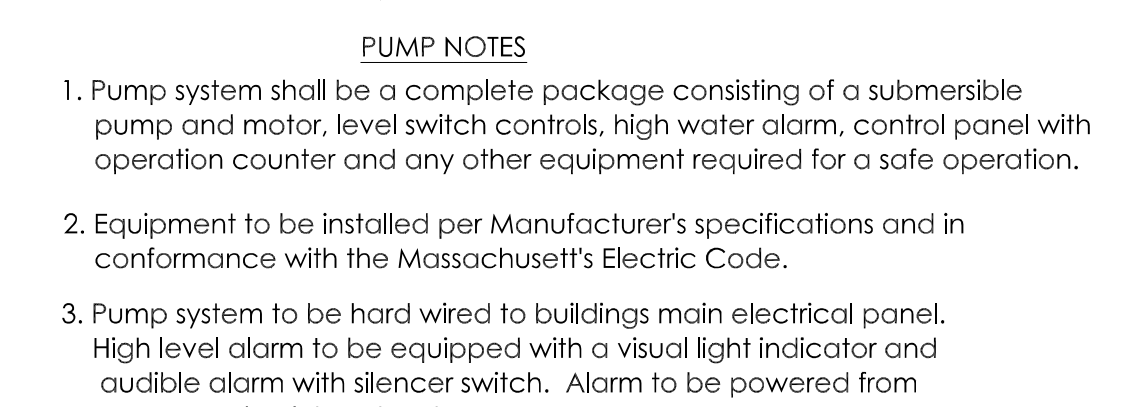 PUMP NOTES
1. Pump system shall be a complete package consisting of a submersible
pump and motor, level switch controls, high water alarm, control panel with
operation counter and any other equipment required for a safe operation.
2. Equipment to be installed per Manufacturer's specifications and in
conformance with the Massachusett's Electric Code.
3. Pump system to be hard wired to buildings main electrical panel.
High level alarm to be equipped with a visual light indicator and
audible alarm with silencer switch.  Alarm to be powered from